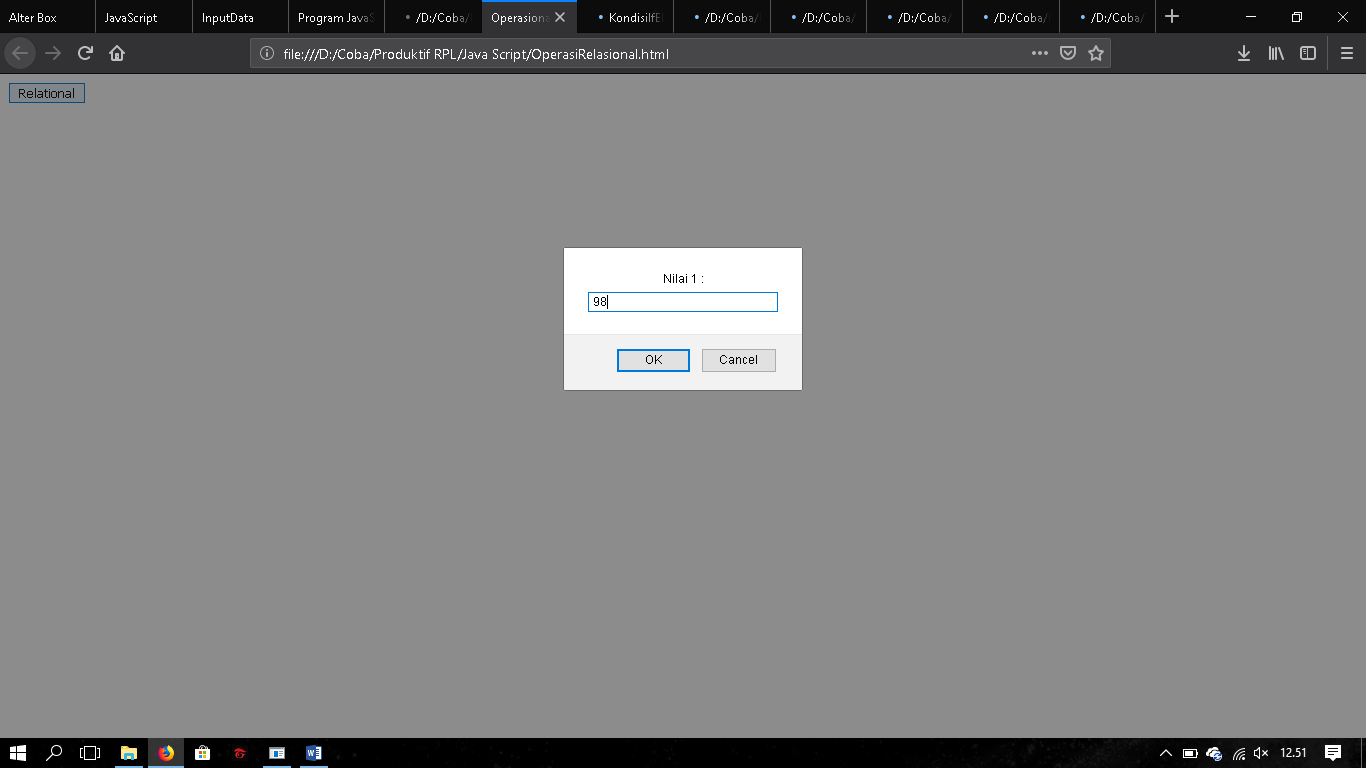 Alter Box
JavaScript
InputData
Program JavaS
/D:/Coba/
Operasiona
KondisiIfE
/D:/Coba/
/D:/Coba/
/D:/Coba/
/D:/Coba/
/D:/Coba/
file:///D:/Coba/Produktif RPL/Java Script/OperasiRelasional.html
Relational
Nilai 1 :
98
OK
Cancel
12.51